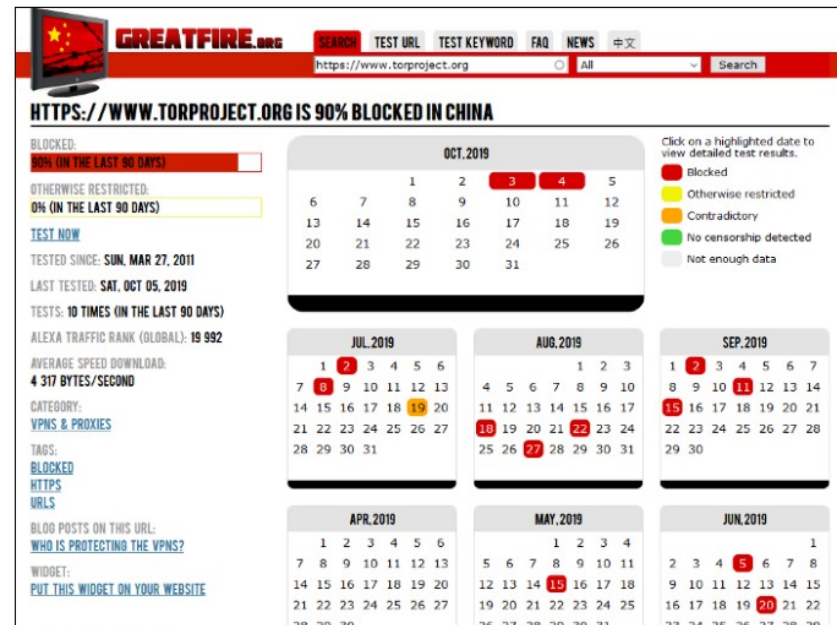 GREATFIRE.ORG
SEARCH TEST URL TEST KEYWORD FAQ NEWS 中文
https://www.torproject.org All Search
HTTPS://WWW.TORPROJECT.ORG IS 90% BLOCKED IN CHINA
BLOCKED:
90% (IN THE LAST 90 DAYS)
OTHERWISE RESTRICTED:
0% (IN THE LAST 90 DAYS)
TEST NOW
TESTED SINCE: SUN, MAR 27, 2011
LAST TESTED: SAT, OCT 05, 2019
TESTS: 10 TIMES (IN THE LAST 90 DAYS)
ALEXA TRAFFIC RANK (GLOBAL): 19 992
AVERAGE SPEED DOWNLOAD:
4 317 BYTES/SECOND
CATEGORY:
VPNS & PROXIES
TAGS:
BLOCKED
HTTPS
URLS
BLOG POSTS ON THIS URL:
WHO IS PROTECTING THE VPNS?
WIDGET:
PUT THIS WIDGET ON YOUR WEBSITE
OCT, 2019
1 2 3 4 5
6 7 8 9 10 11 12
13 14 15 16 17 18 19
20 21 22 23 24 25 26
27 28 29 30 31
Click on a highlighted date to
view detailed test results.
Blocked
Otherwise restricted
Contradictory
No censorship detected
Not enough data
JUL, 2019
1 2 3 4 5 6
7 8 9 10 11 12 13
14 15 16 17 18 19 20
21 22 23 24 25 26 27
28 29 30 31
AUG, 2019
1 2 3
4 5 6 7 8 9 10
11 12 13 14 15 16 17
18 19 20 21 22 23 24
25 26 27 28 29 30 31
SEP, 2019
1 2 3 4 5 6 7
8 9 10 11 12 13 14
15 16 17 18 19 20 21
22 23 24 25 26 27 28
29 30
APR, 2019
1 2 3 4 5 6
7 8 9 10 11 12 13
14 15 16 17 18 19 20
21 22 23 24 25 26 27
28 29 30
MAY, 2019
1 2 3 4
5 6 7 8 9 10 11
12 13 14 15 16 17 18
19 20 21 22 23 24 25
26 27 28 29 30 31
JUN, 2019
1
2 3 4 5 6 7 8
9 10 11 12 13 14 15
16 17 18 19 20 21 22
23 24 25 26 27 28 29